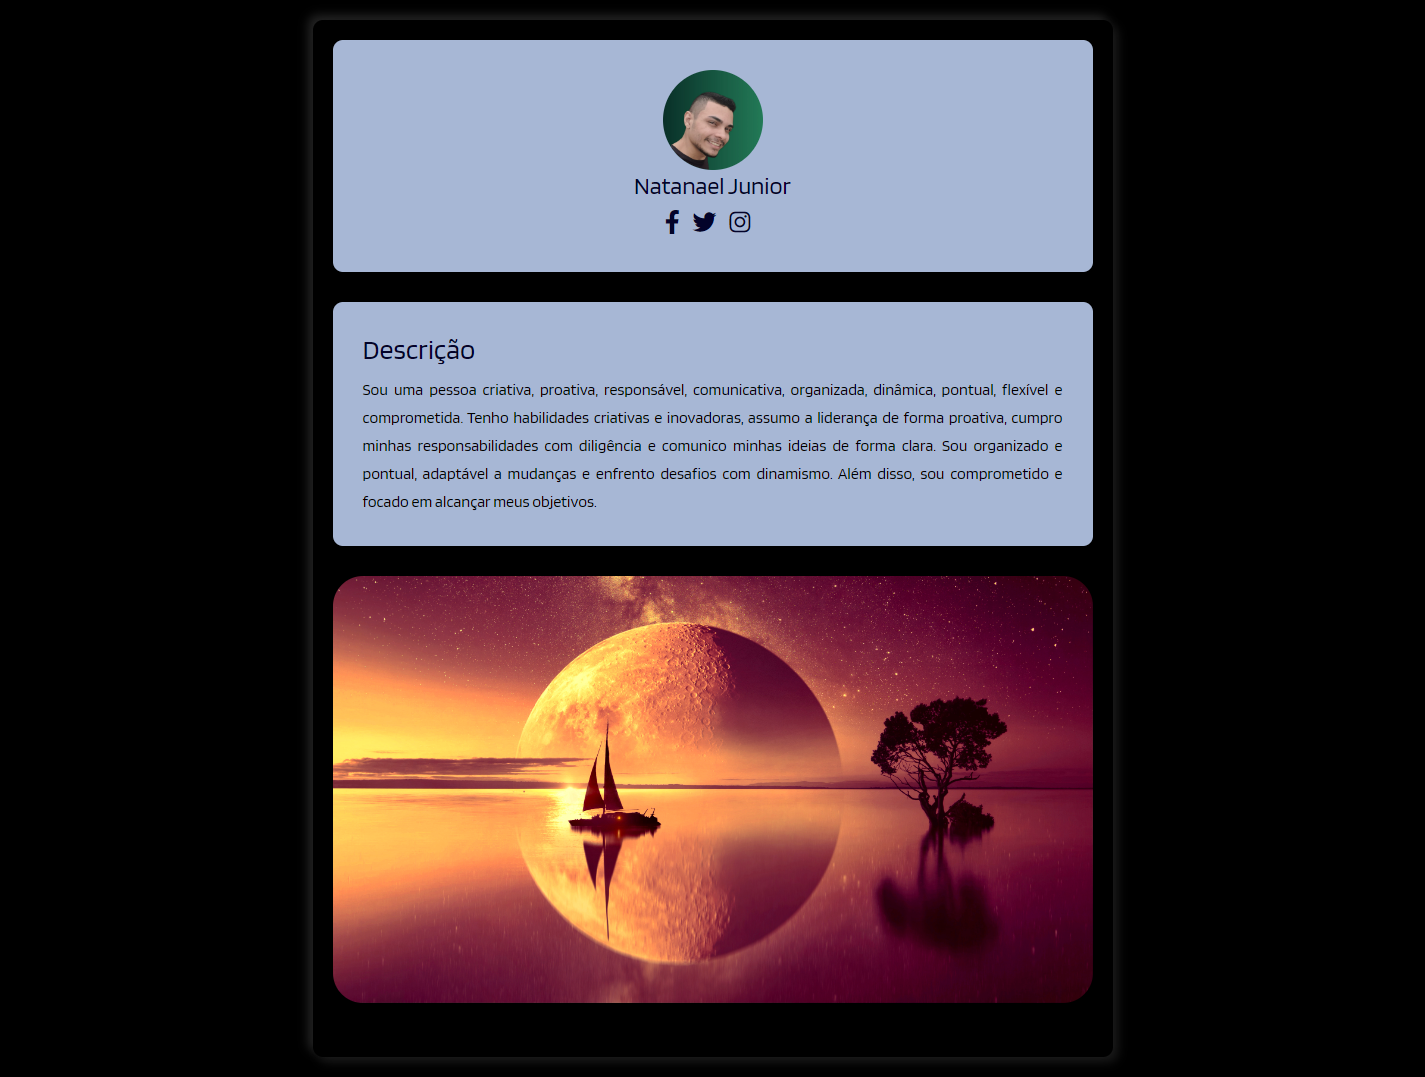 Natanael Junior
Descrição
Sou uma pessoa criativa, proativa, responsável, comunicativa, organizada, dinâmica, pontual, flexível e
comprometida. Tenho habilidades criativas e inovadoras, assumo a liderança de forma proativa, cumpro
minhas responsabilidades com diligência e comunico minhas ideias de forma clara. Sou organizado e
pontual, adaptável a mudanças e enfrento desafios com dinamismo. Além disso, sou comprometido e
focado em alcançar meus objetivos.